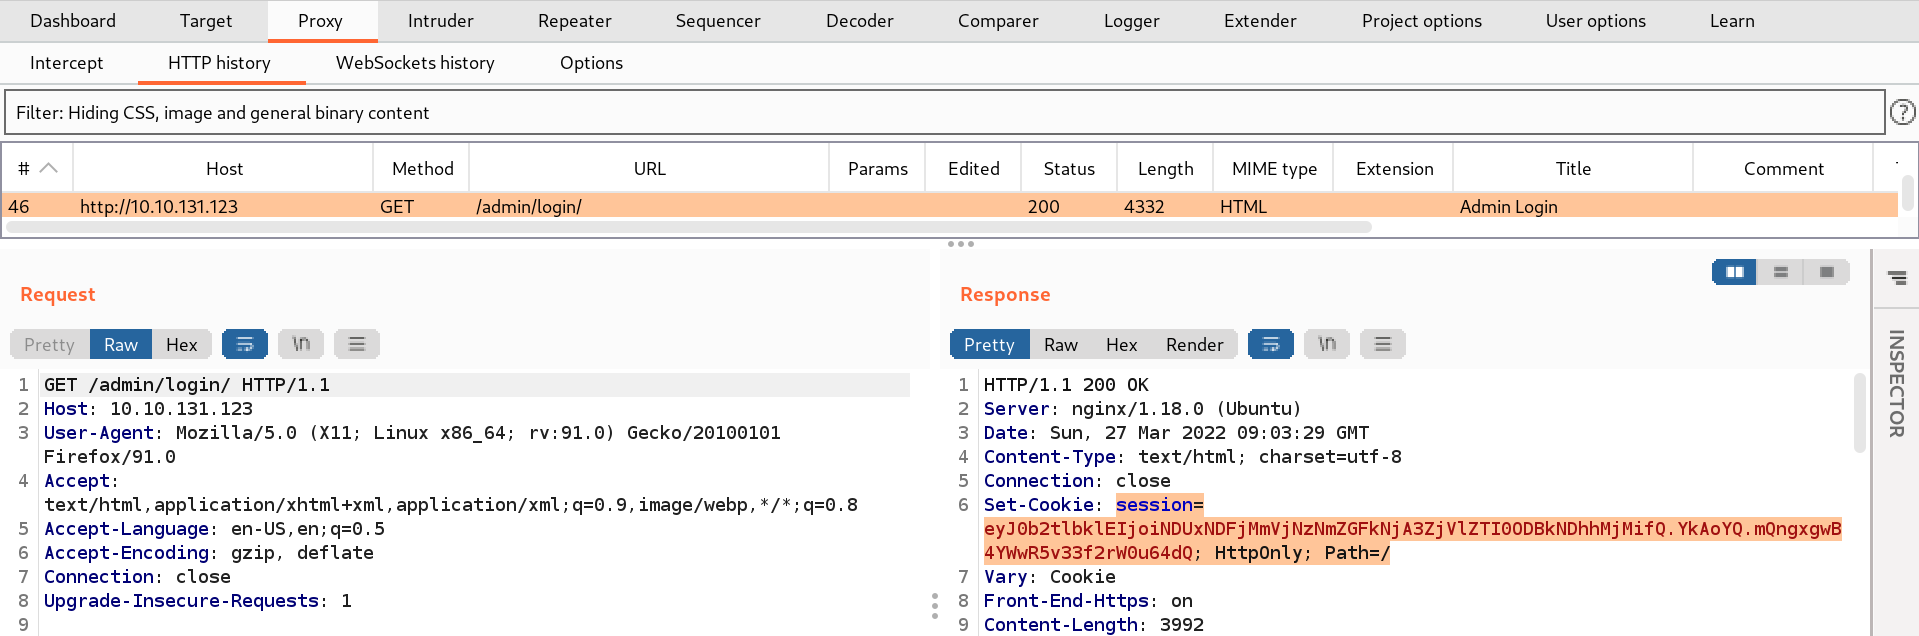 Dashboard Target Proxy Intruder Repeater Sequencer Decoder Comparer Logger Extender Project options User options Learn
Intercept HTTP history WebSockets history Options
Filter: Hiding CSS, image and general binary content ?
# Host Method URL Params Edited Status Length MIME type Extension Title Comment
46 http://10.10.131.123 GET /admin/login/ 200 4332 HTML Admin Login
Request
Pretty Raw Hex \n
1 GET /admin/login/ HTTP/1.1
2 Host: 10.10.131.123
3 User-Agent: Mozilla/5.0 (X11; Linux x86_64; rv:91.0) Gecko/20100101
Firefox/91.0
4 Accept:
text/html,application/xhtml+xml,application/xml;q=0.9,image/webp,*/*;q=0.8
5 Accept-Language: en-US,en;q=0.5
6 Accept-Encoding: gzip, deflate
7 Connection: close
8 Upgrade-Insecure-Requests: 1
9
Response
Pretty Raw Hex Render \n
1 HTTP/1.1 200 OK
2 Server: nginx/1.18.0 (Ubuntu)
3 Date: Sun, 27 Mar 2022 09:03:29 GMT
4 Content-Type: text/html; charset=utf-8
5 Connection: close
6 Set-Cookie: session=
eyJ0b2tlbklEIjoiNDUxNDFjMmVjNzNmZGFkNjA3ZjVlZTI0ODBkNDhhMjMifQ.YkAoYQ.mQngxgwB
4YWwR5v33f2rW0u64dQ; HttpOnly; Path=/
7 Vary: Cookie
8 Front-End-Https: on
9 Content-Length: 3992
INSPECTOR